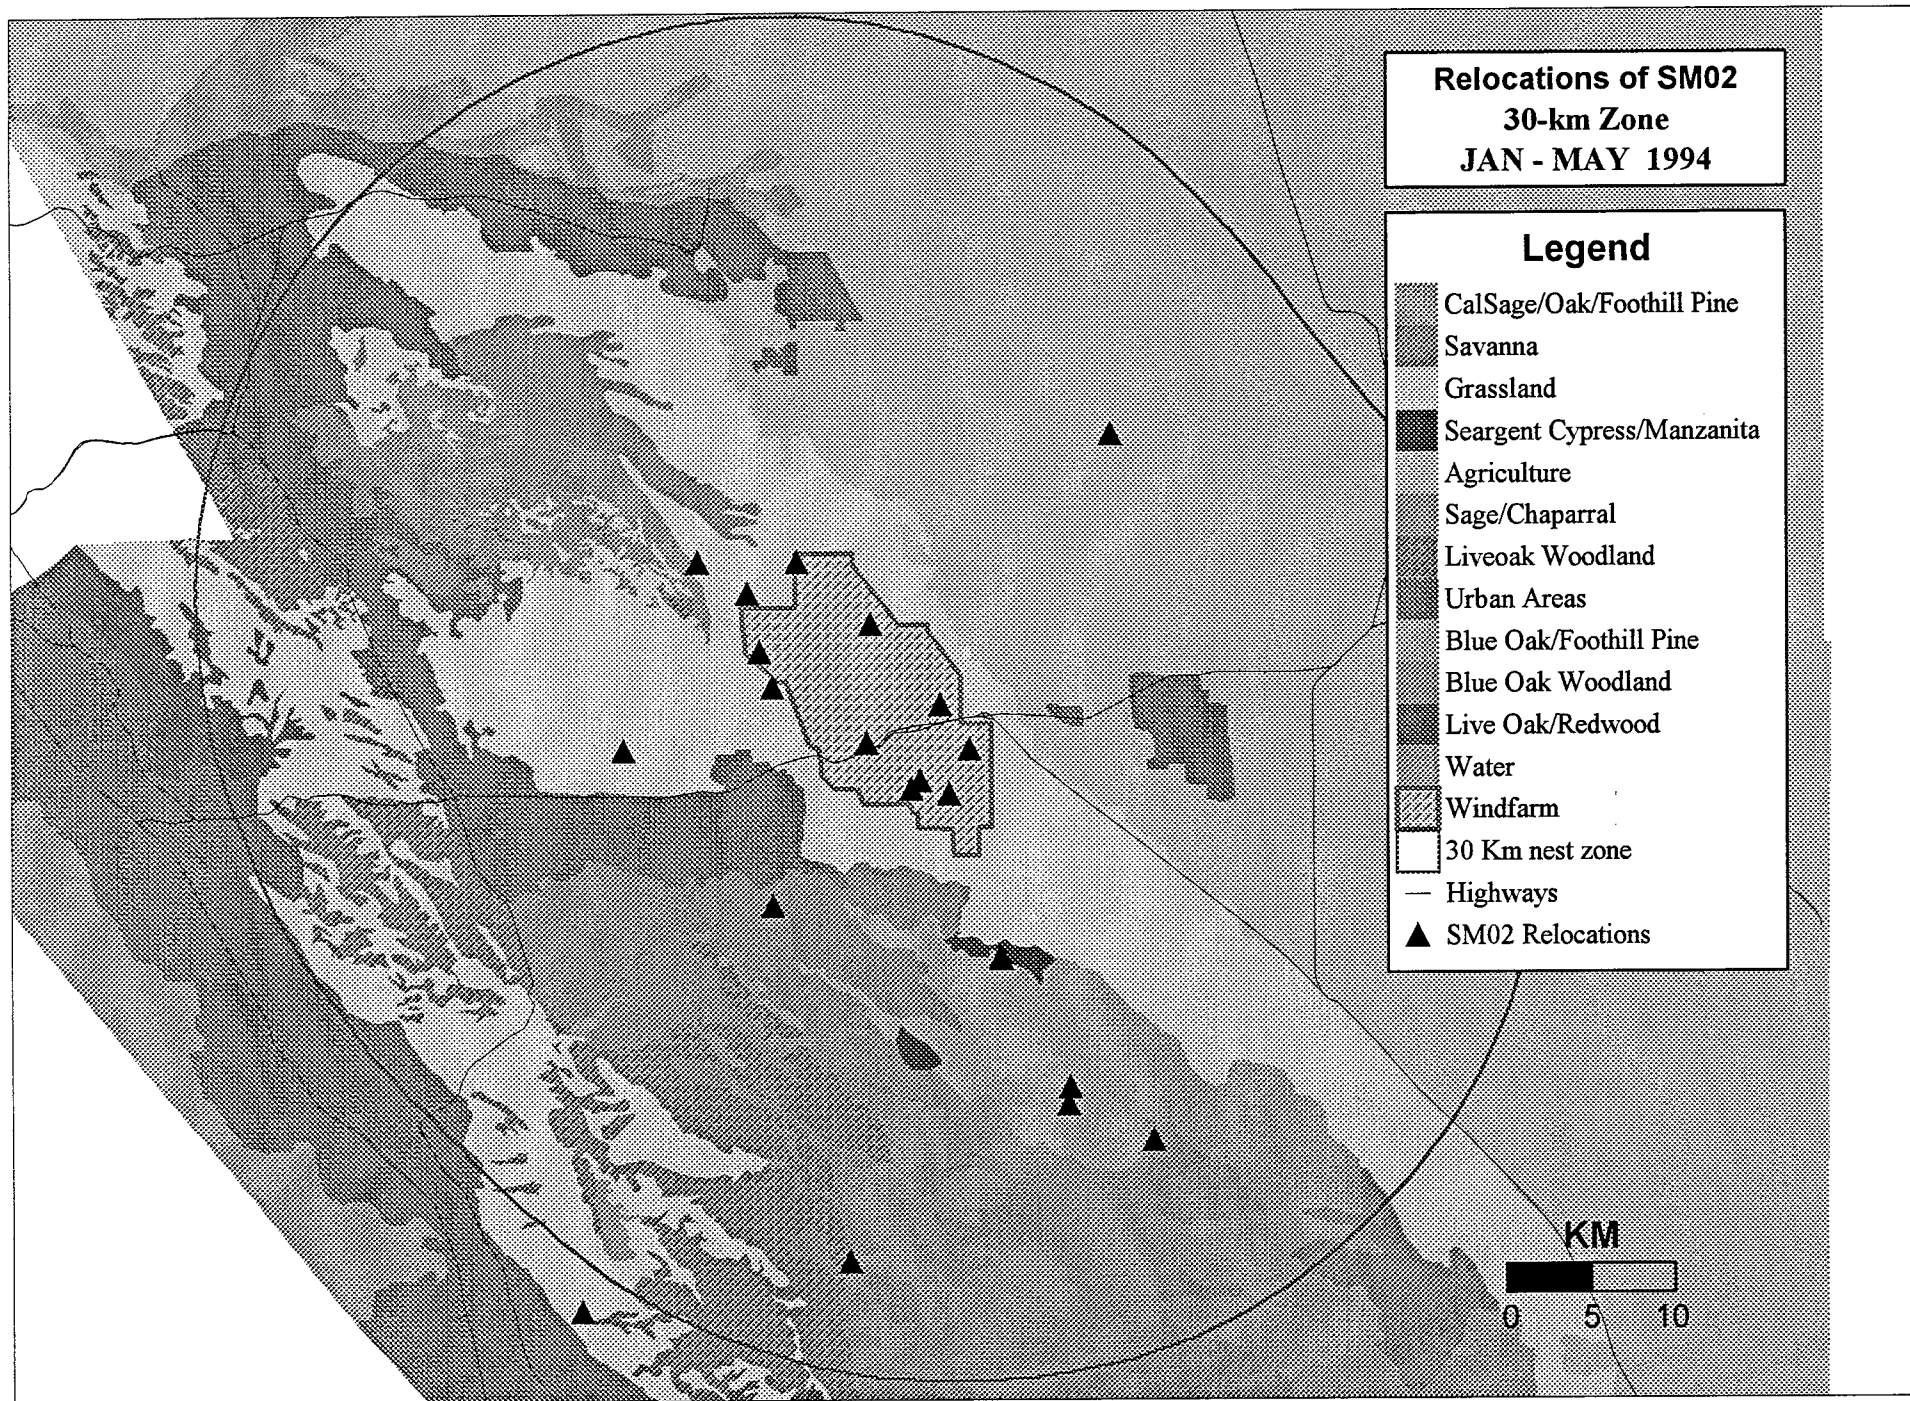 Relocations of SM02
30-km Zone
JAN - MAY 1994
Legend
CalSage/Oak/Foothill Pine
Savanna
Grassland
Seargent Cypress/Manzanita
Agriculture
Sage/Chaparral
Liveoak Woodland
Urban Areas
Blue Oak/Foothill Pine
Blue Oak Woodland
Live Oak/Redwood
Water
Windfarm
30 Km nest zone
Highways
SM02 Relocations
KM
0 5 10